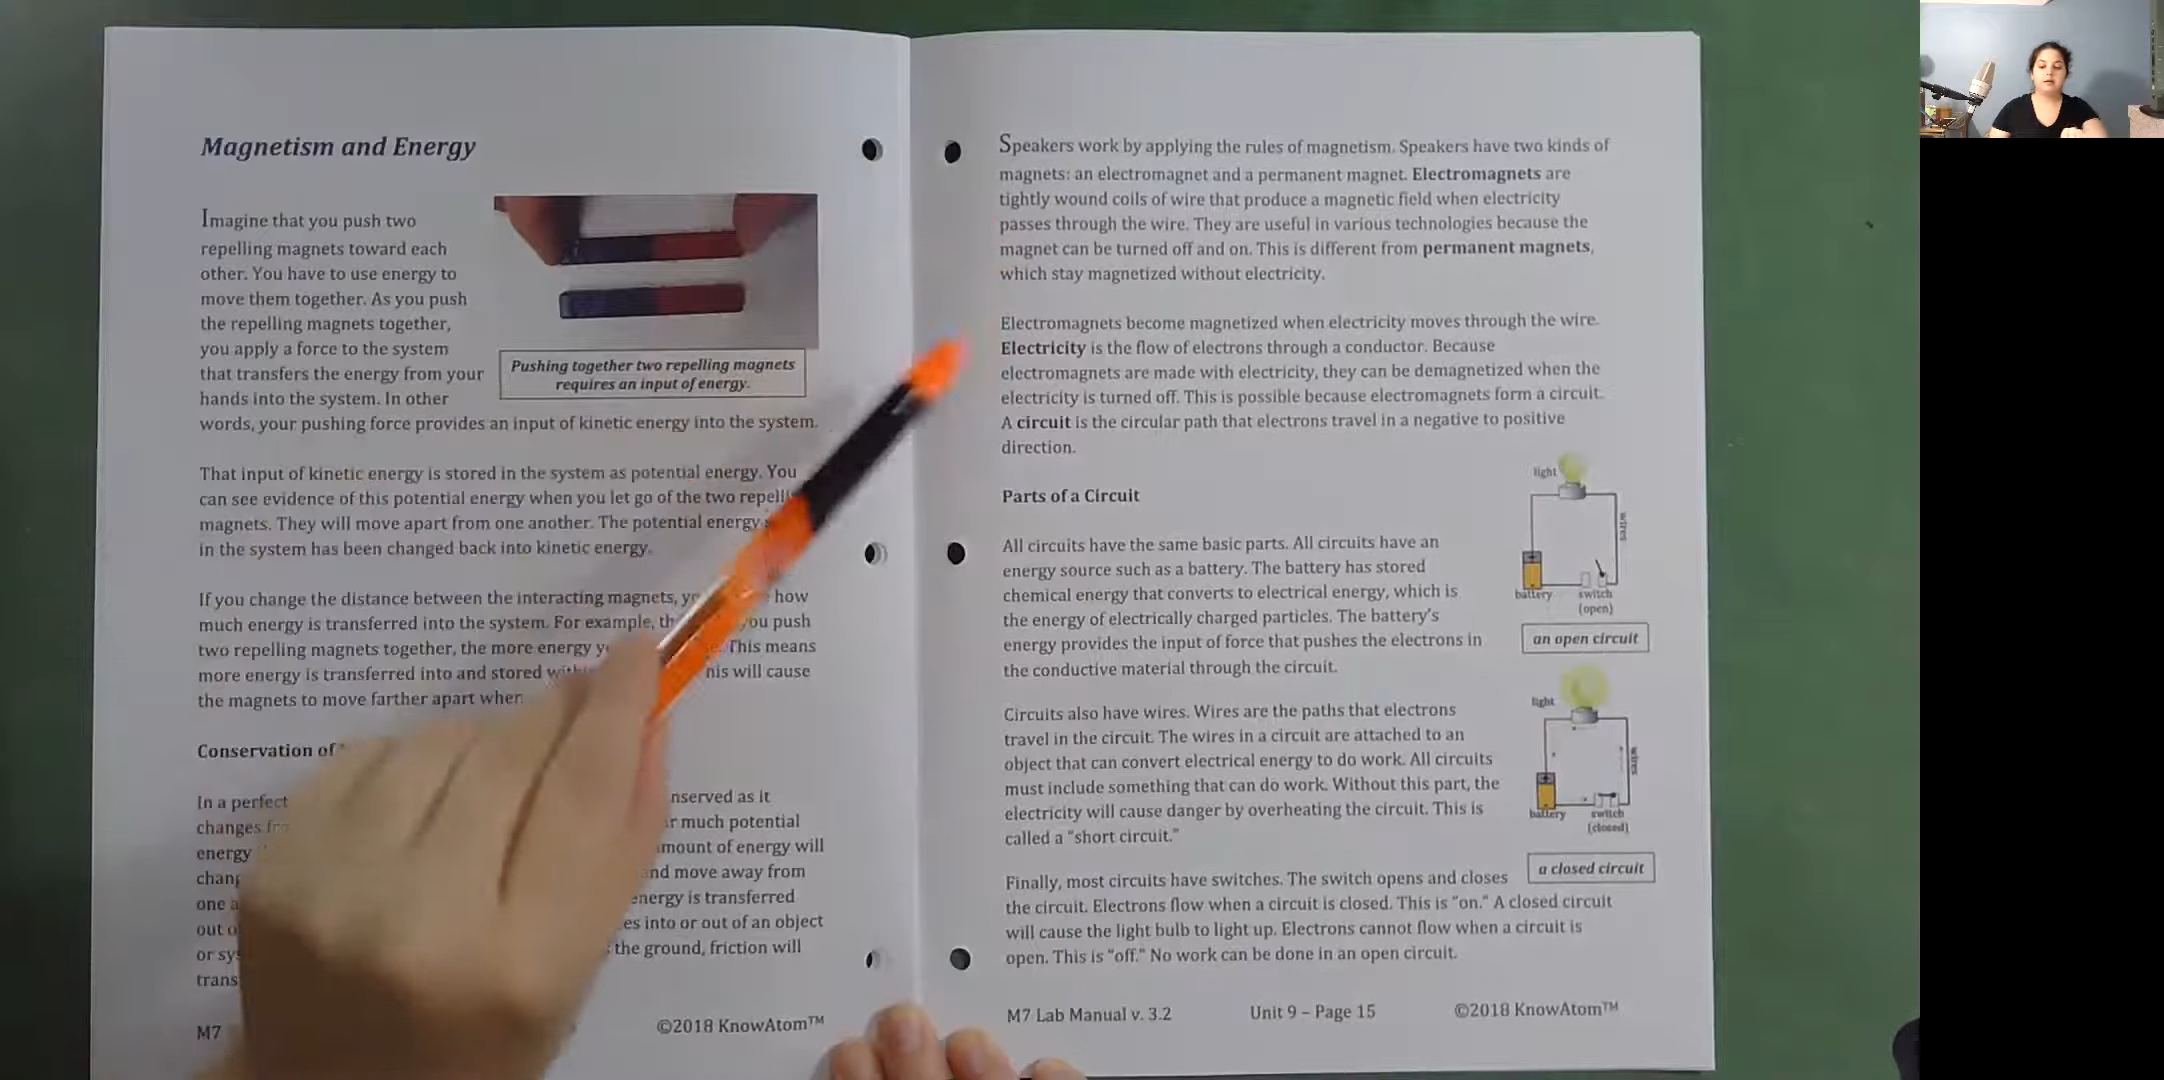 Magnetism and Energy
Imagine that you push two
repelling magnets toward each
other. You have to use energy to
move them together. As you push
the repelling magnets together,
you apply a force to the system
that transfers the energy from your
hands into the system. In other
words, your pushing force provides an input of kinetic energy into the system.
Pushing together two repelling magnets
requires an input of energy.
That input of kinetic energy is stored in the system as potential energy. You
can see evidence of this potential energy when you let go of the two
magnets. They will move apart from one another. The potential energy
in the system has been changed back into kinetic energy.
If you change the distance between the interacting magnets, how
much energy is transferred into the system. For example, you push
two repelling magnets together, the more energy This means
more energy is transferred into and stored will cause
the magnets to move farther apart
Conservation of
In a perfect nserved as it
changes much potential
energy mount of energy will
and move away from
one energy is transferred
out es into or out of an object
or the ground, friction will
trans
M7
©2018 KnowAtom™
Speakers work by applying the rules of magnetism. Speakers have two kinds of
magnets: an electromagnet and a permanent magnet. Electromagnets are
tightly wound coils of wire that produce a magnetic field when electricity
passes through the wire. They are useful in various technologies because the
magnet can be turned off and on. This is different from permanent magnets,
which stay magnetized without electricity.
Electromagnets become magnetized when electricity moves through the wire.
Electricity is the flow of electrons through a conductor. Because
electromagnets are made with electricity, they can be demagnetized when the
electricity is turned off. This is possible because electromagnets form a circuit.
A circuit is the circular path that electrons travel in a negative to positive
direction.
Parts of a Circuit
All circuits have the same basic parts. All circuits have an
energy source such as a battery. The battery has stored
chemical energy that converts to electrical energy, which is
the energy of electrically charged particles. The battery's
energy provides the input of force that pushes the electrons in
the conductive material through the circuit.
light
wires
battery switch
(open)
an open circuit
Circuits also have wires. Wires are the paths that electrons
travel in the circuit. The wires in a circuit are attached to an
object that can convert electrical energy to do work. All circuits
must include something that can do work. Without this part, the
electricity will cause danger by overheating the circuit. This is
called a "short circuit."
light
wires
battery switch
(closed)
a closed circuit
Finally, most circuits have switches. The switch opens and closes
the circuit. Electrons flow when a circuit is closed. This is "on." A closed circuit
will cause the light bulb to light up. Electrons cannot flow when a circuit is
open. This is "off." No work can be done in an open circuit.
M7 Lab Manual v. 3.2 Unit 9 – Page 15 ©2018 KnowAtom™